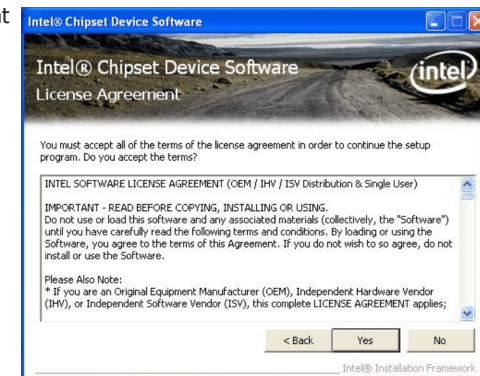 nt
Intel® Chipset Device Software
Intel® Chipset Device Software
intel
License Agreement
You must accept all of the terms of the license agreement in order to continue the setup
program. Do you accept the terms?
INTEL SOFTWARE LICENSE AGREEMENT (OEM / IHV / ISV Distribution & Single User)
IMPORTANT - READ BEFORE COPYING, INSTALLING OR USING.
Do not use or load this software and any associated materials (collectively, the "Software")
until you have carefully read the following terms and conditions. By loading or using the
Software, you agree to the terms of this Agreement. If you do not wish to so agree, do not
install or use the Software.
Please Also Note:
* If you are an Original Equipment Manufacturer (OEM), Independent Hardware Vendor
(IHV), or Independent Software Vendor (ISV), this complete LICENSE AGREEMENT applies;
< Back Yes No
Intel® Installation Framework